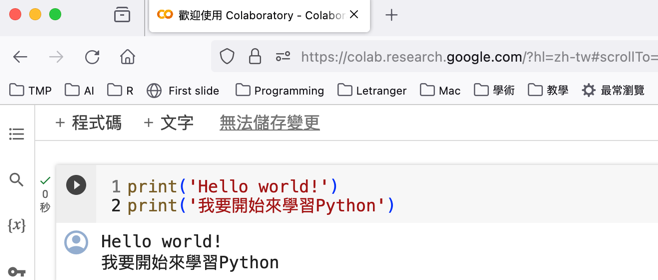 歡迎使用 Colaboratory - Colabor
https://colab.research.google.com/?hl=zh-tw#scrollTo=
TMP AI R First slide Programming Letranger Mac 學術 教學 最常瀏覽
+ 程式碼 + 文字 無法儲存變更
1 print('Hello world!')
2 print('我要開始來學習Python')
0
秒
{x}
Hello world!
我要開始來學習Python